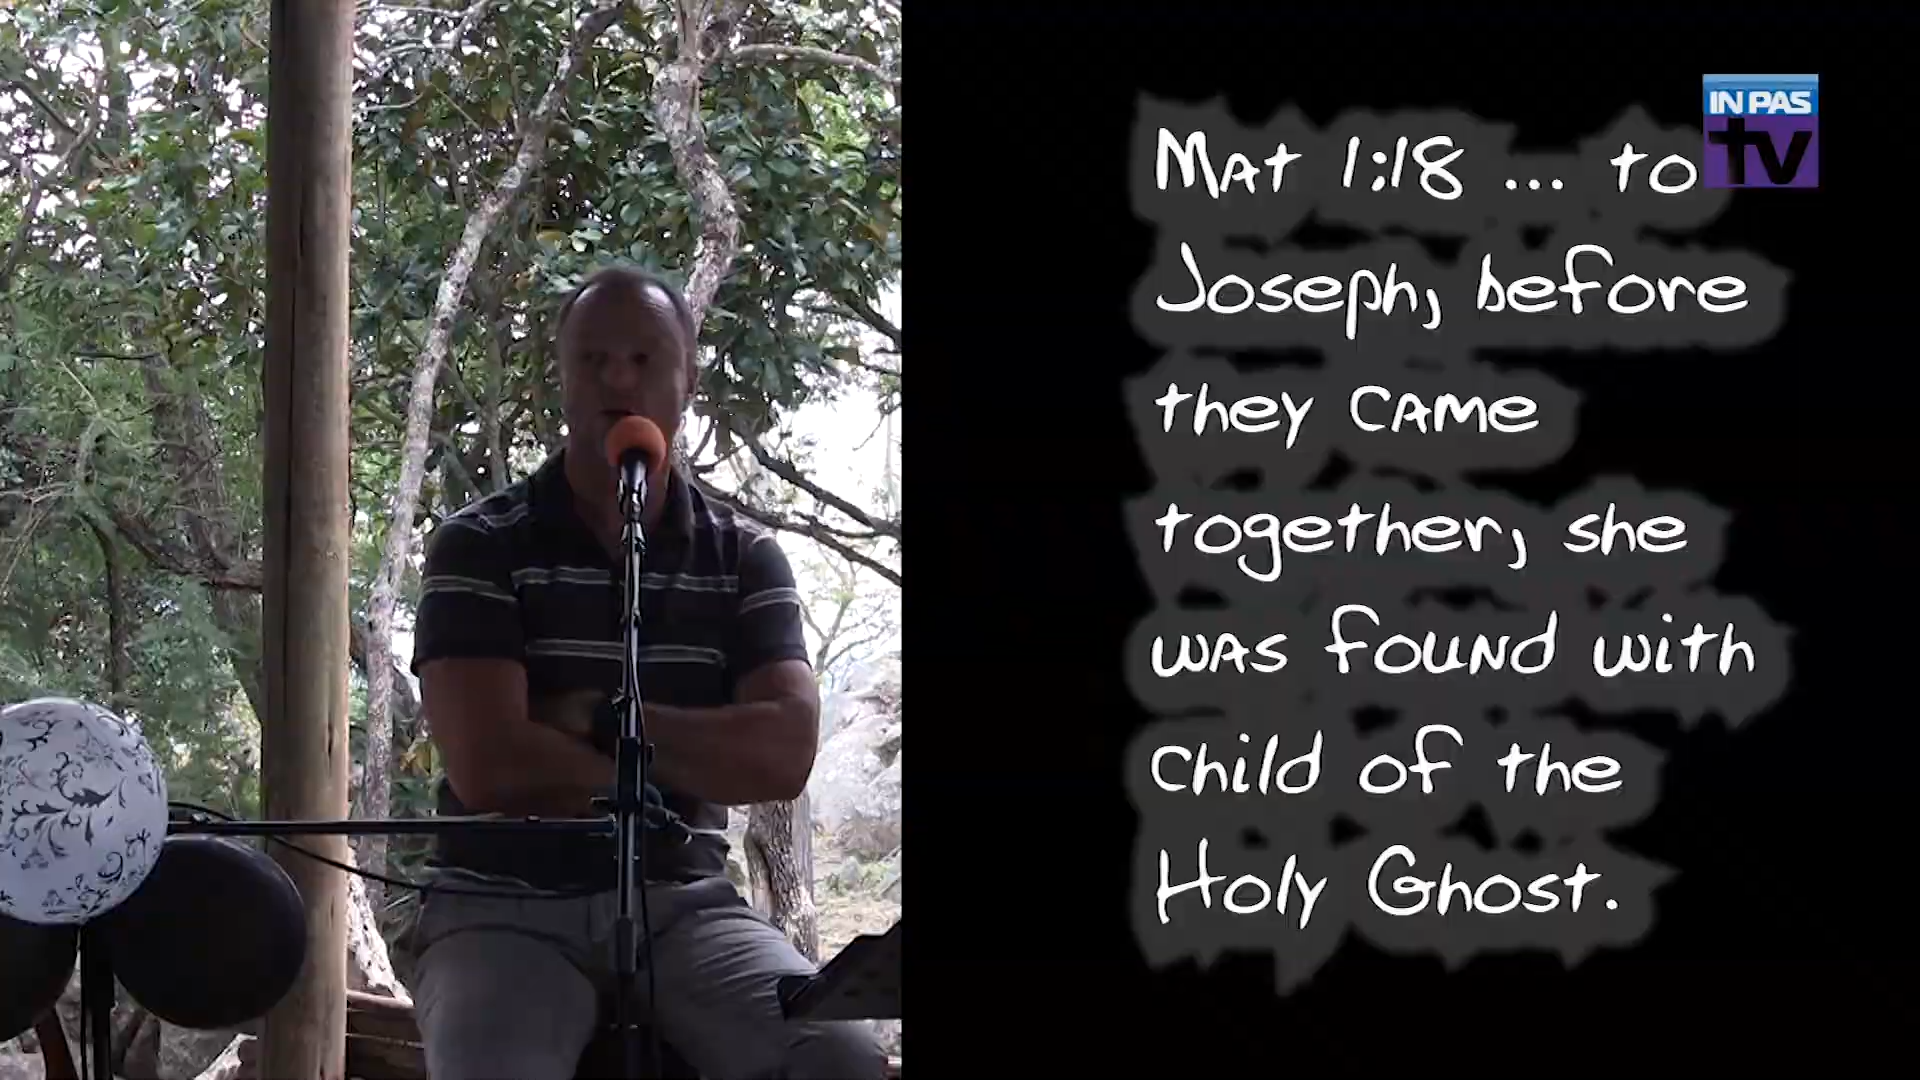 IN PAS
tv
Mat 1:18 ... to
Joseph, before
they came
together, she
was found with
child of the
Holy Ghost.